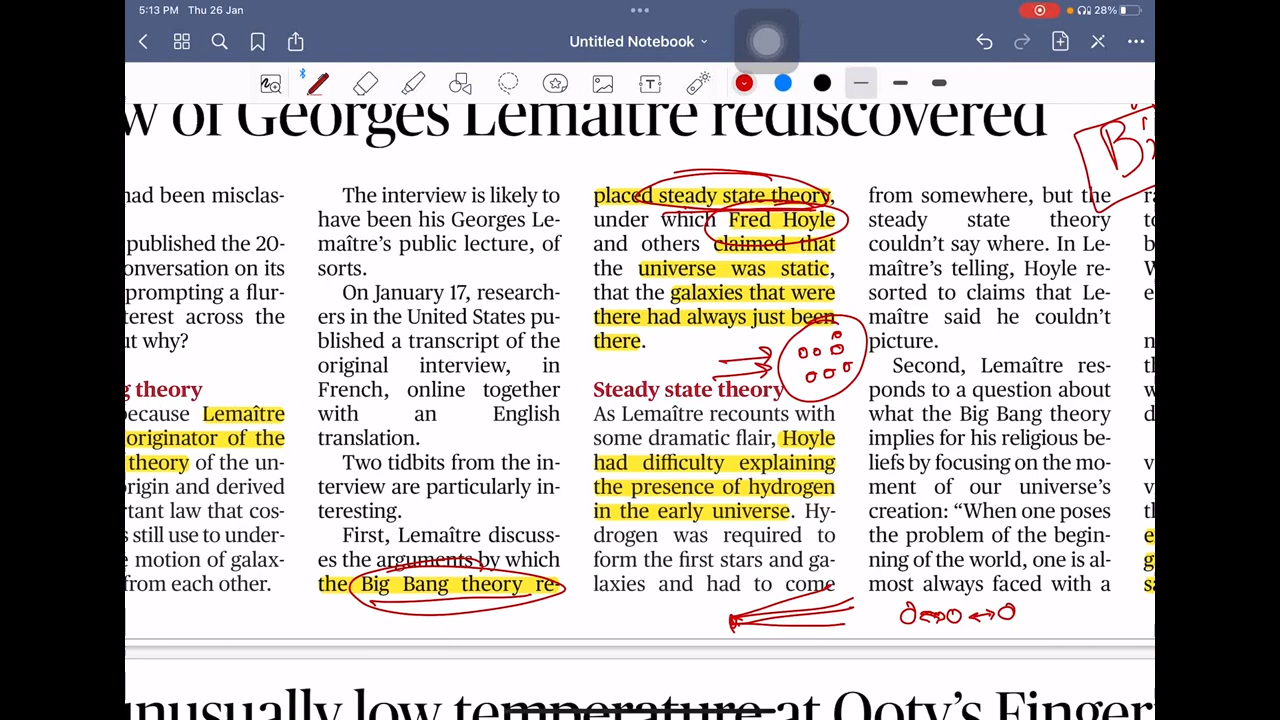 5:13 PM Thu 26 Jan
28%
Untitled Notebook
w of Georges Lemaître rediscovered
had been misclas-
published the 20-
onversation on its
prompting a flur-
terest across the
ut why?
g theory
ecause Lemaître
originator of the
theory of the un-
rigin and derived
rtant law that cos-
s still use to under-
e motion of galax-
from each other.
The interview is likely to
have been his Georges Le-
maître's public lecture, of
sorts.
On January 17, research-
ers in the United States pu-
blished a transcript of the
original interview, in
French, online together
with an English
translation.
Two tidbits from the in-
terview are particularly in-
teresting.
First, Lemaître discuss-
es the arguments by which
the Big Bang theory re-
placed steady state theory,
under which Fred Hoyle
and others claimed that
the universe was static,
that the galaxies that were
there had always just been
there.
Steady state theory
As Lemaître recounts with
some dramatic flair, Hoyle
had difficulty explaining
the presence of hydrogen
in the early universe. Hy-
drogen was required to
form the first stars and ga-
laxies and had to come
from somewhere, but the
steady state theory
couldn't say where. In Le-
maître's telling, Hoyle re-
sorted to claims that Le-
maître said he couldn't
picture.
Second, Lemaître res-
ponds to a question about
what the Big Bang theory
implies for his religious be-
liefs by focusing on the mo-
ment of our universe's
creation: "When one poses
the problem of the begin-
ning of the world, one is al-
most always faced with a
unusually low temperature at Ooty's Finger